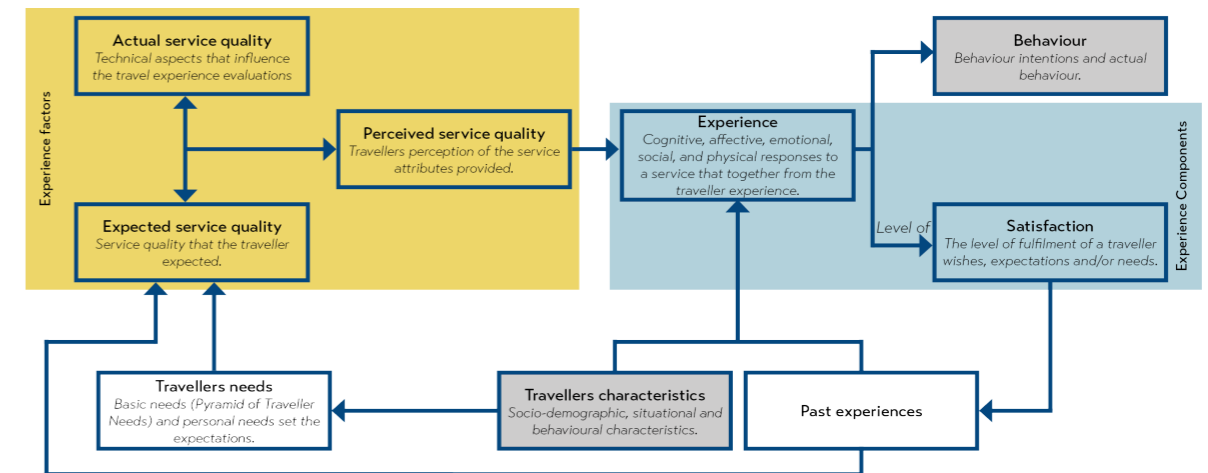 Experience factors
Actual service quality
Technical aspects that influence
the travel experience evaluations
Perceived service quality
Travellers perception of the service
attributes provided.
Expected service quality
Service quality that the traveller
expected.
Experience
Cognitive, affective, emotional,
social, and physical responses to
a service that together from the
traveller experience.
Behaviour
Behaviour intentions and actual
behaviour.
Experience Components
Level of
Satisfaction
The level of fulfilment of a traveller
wishes, expectations and/or needs.
Travellers needs
Basic needs (Pyramid of Traveller
Needs) and personal needs set the
expectations.
Travellers characteristics
Socio-demographic, situational and
behavioural characteristics.
Past experiences